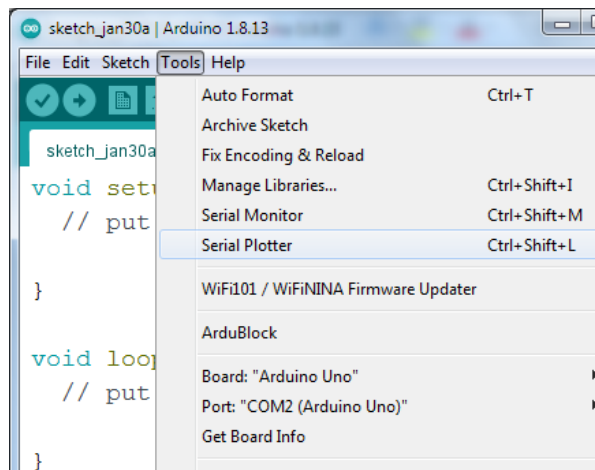 sketch_jan30a | Arduino 1.8.13
File Edit Sketch Tools Help
Auto Format Ctrl+T
Archive Sketch
sketch_jan30a
Fix Encoding & Reload
void setu
Manage Libraries... Ctrl+Shift+I
// put
Serial Monitor Ctrl+Shift+M
Serial Plotter Ctrl+Shift+L
}
WiFi101 / WiFiNINA Firmware Updater
ArduBlock
void loop
Board: "Arduino Uno"
// put
Port: "COM2 (Arduino Uno)"
Get Board Info
}